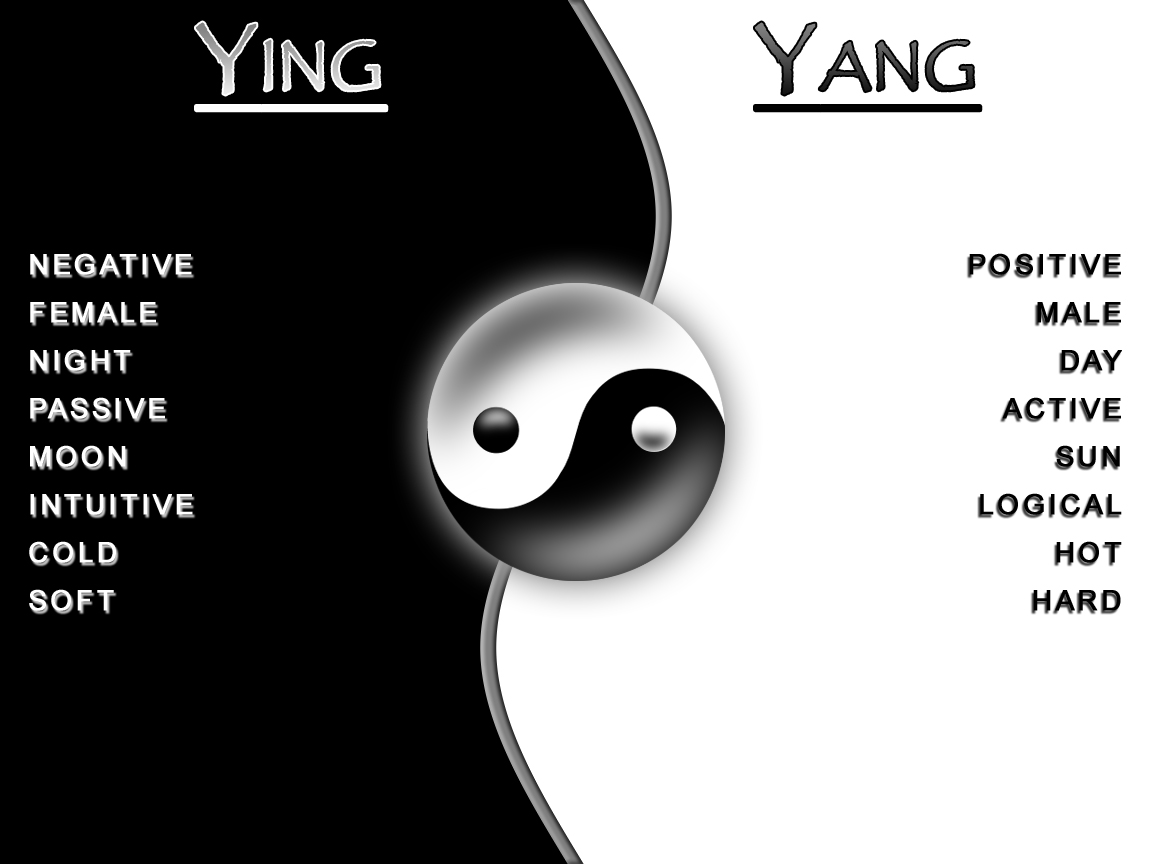 YING
YANG
NEGATIVE
FEMALE
NIGHT
PASSIVE
MOON
INTUITIVE
COLD
SOFT
POSITIVE
MALE
DAY
ACTIVE
SUN
LOGICAL
HOT
HARD